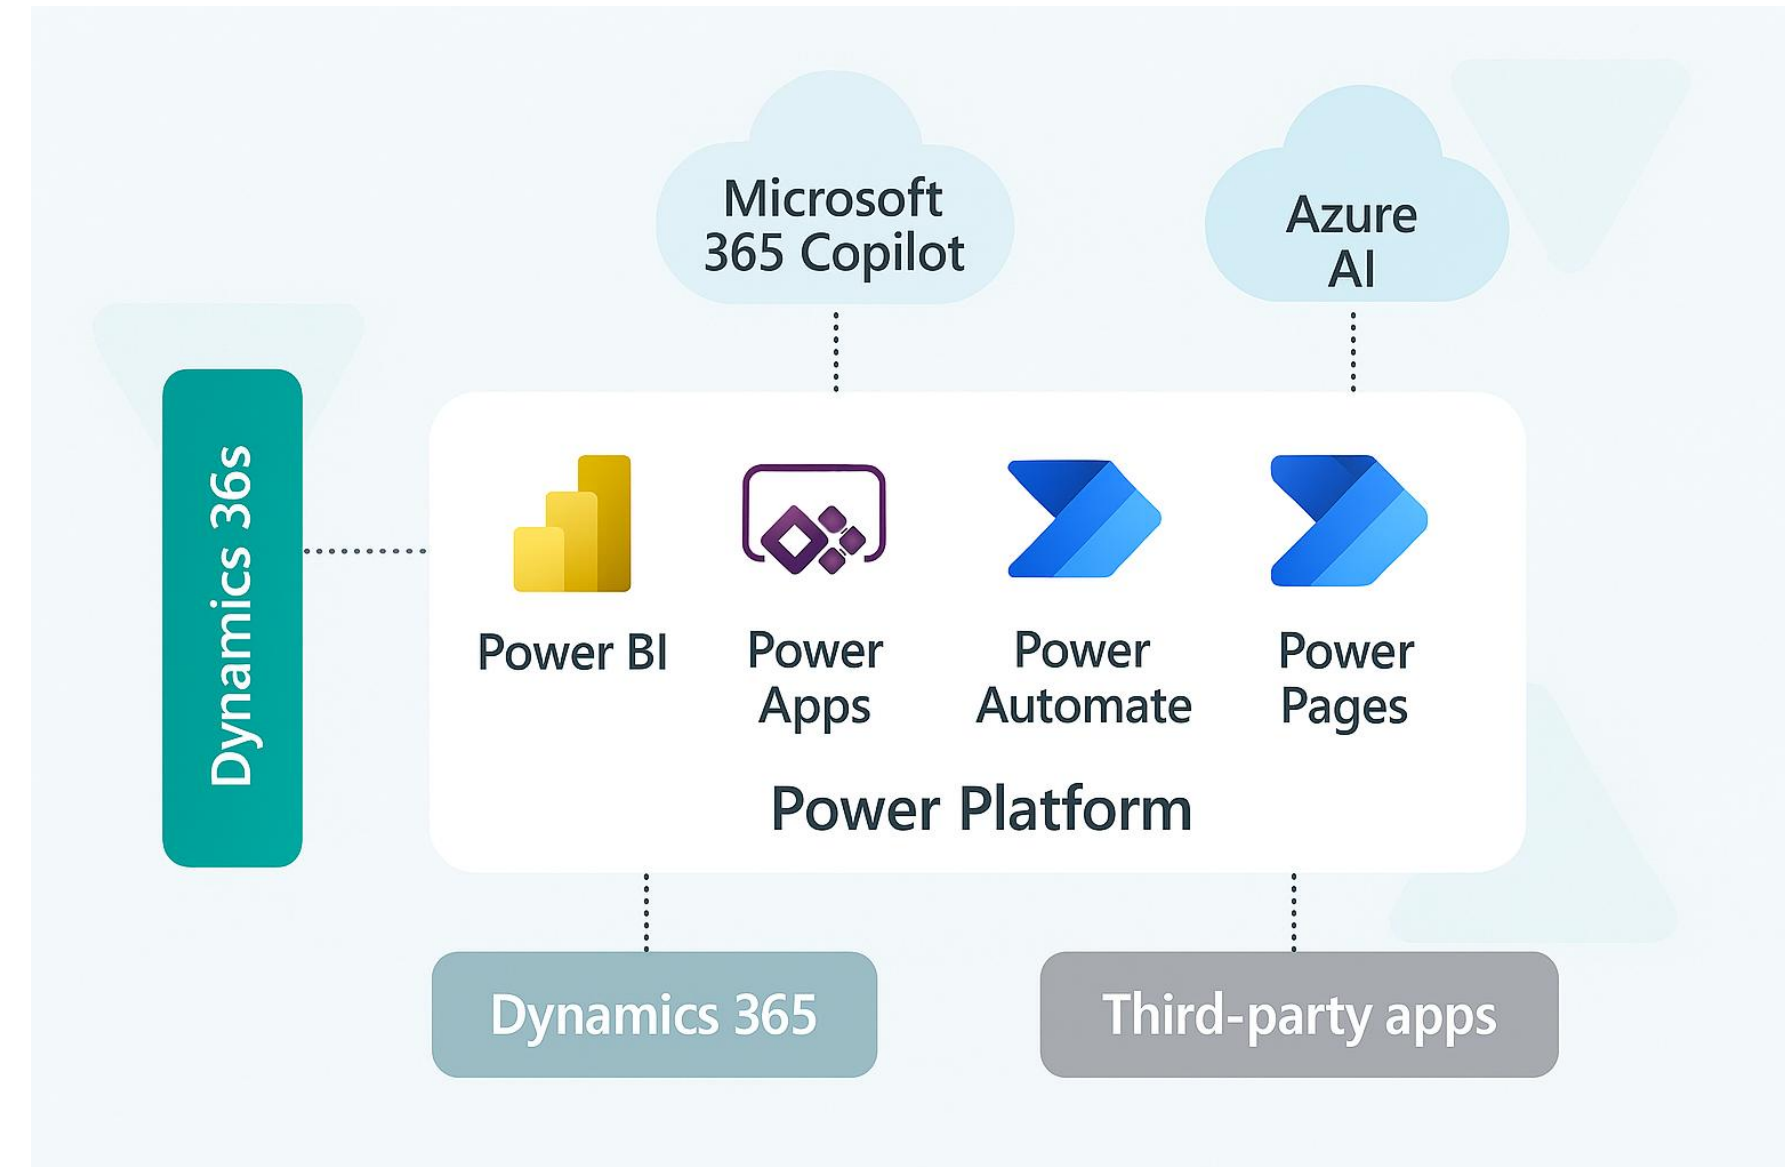 Microsoft
365 Copilot
Azure
AI
Dynamics 36s
Power BI
Power
Apps
Power
Automate
Power
Pages
Power Platform
Dynamics 365
Third-party apps